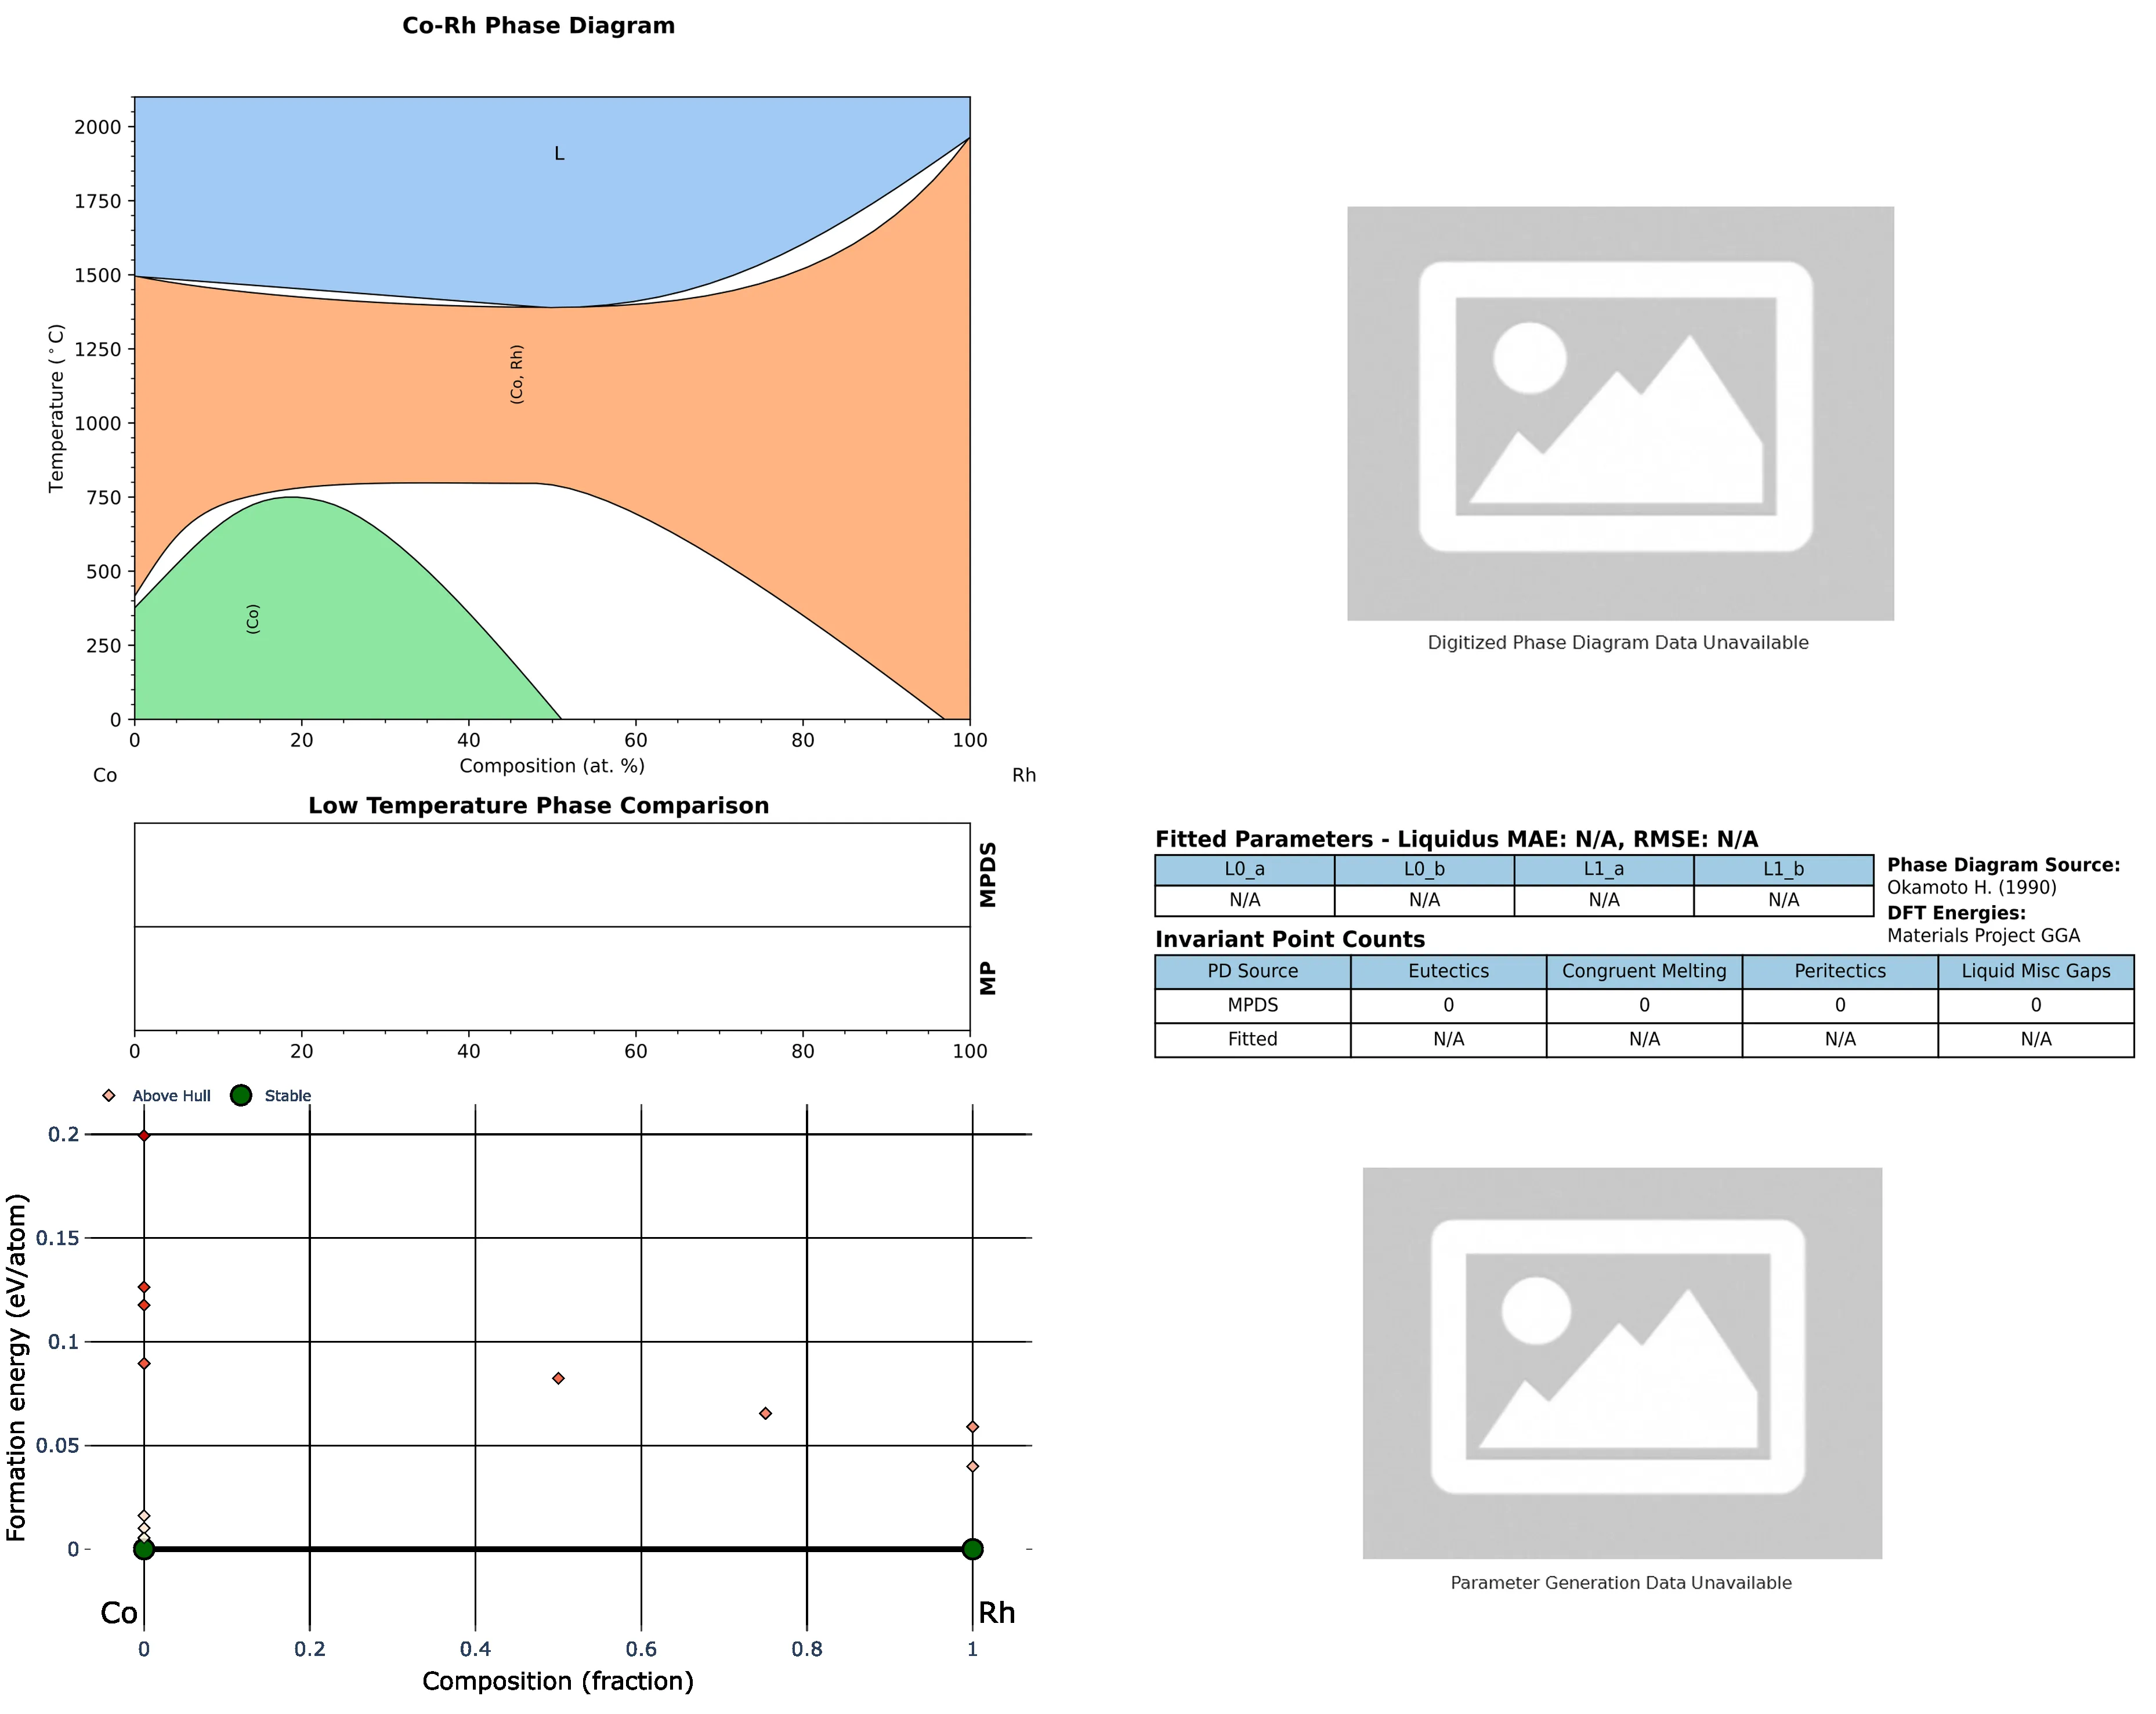 Co-Rh Phase Diagram
Temperature (°C)
2000
1750
1500
1250
1000
750
500
250
0
L
(Co, Rh)
(Co)
0 20 40 60 80 100
Composition (at. %)
Co Rh
Digitized Phase Diagram Data Unavailable
Low Temperature Phase Comparison
MPDS
MP
0 20 40 60 80 100
Fitted Parameters - Liquidus MAE: N/A, RMSE: N/A
L0_a L0_b L1_a L1_b
N/A N/A N/A N/A
Phase Diagram Source:
Okamoto H. (1990)
DFT Energies:
Materials Project GGA
Invariant Point Counts
PD Source Eutectics Congruent Melting Peritectics Liquid Misc Gaps
MPDS 0 0 0 0
Fitted N/A N/A N/A N/A
Above Hull Stable
Formation energy (eV/atom)
0.2
0.15
0.1
0.05
0
Co Rh
0 0.2 0.4 0.6 0.8 1
Composition (fraction)
Parameter Generation Data Unavailable